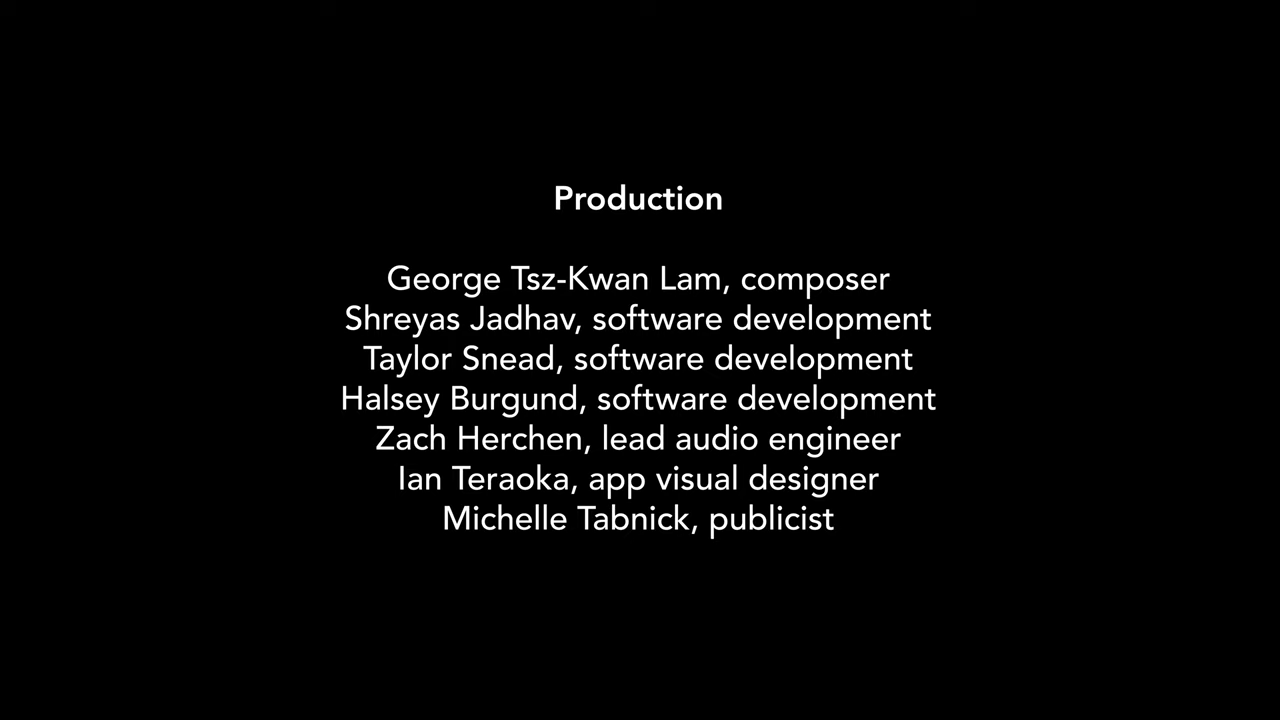 Production
George Tsz-Kwan Lam, composer
Shreyas Jadhav, software development
Taylor Snead, software development
Halsey Burgund, software development
Zach Herchen, lead audio engineer
Ian Teraoka, app visual designer
Michelle Tabnick, publicist